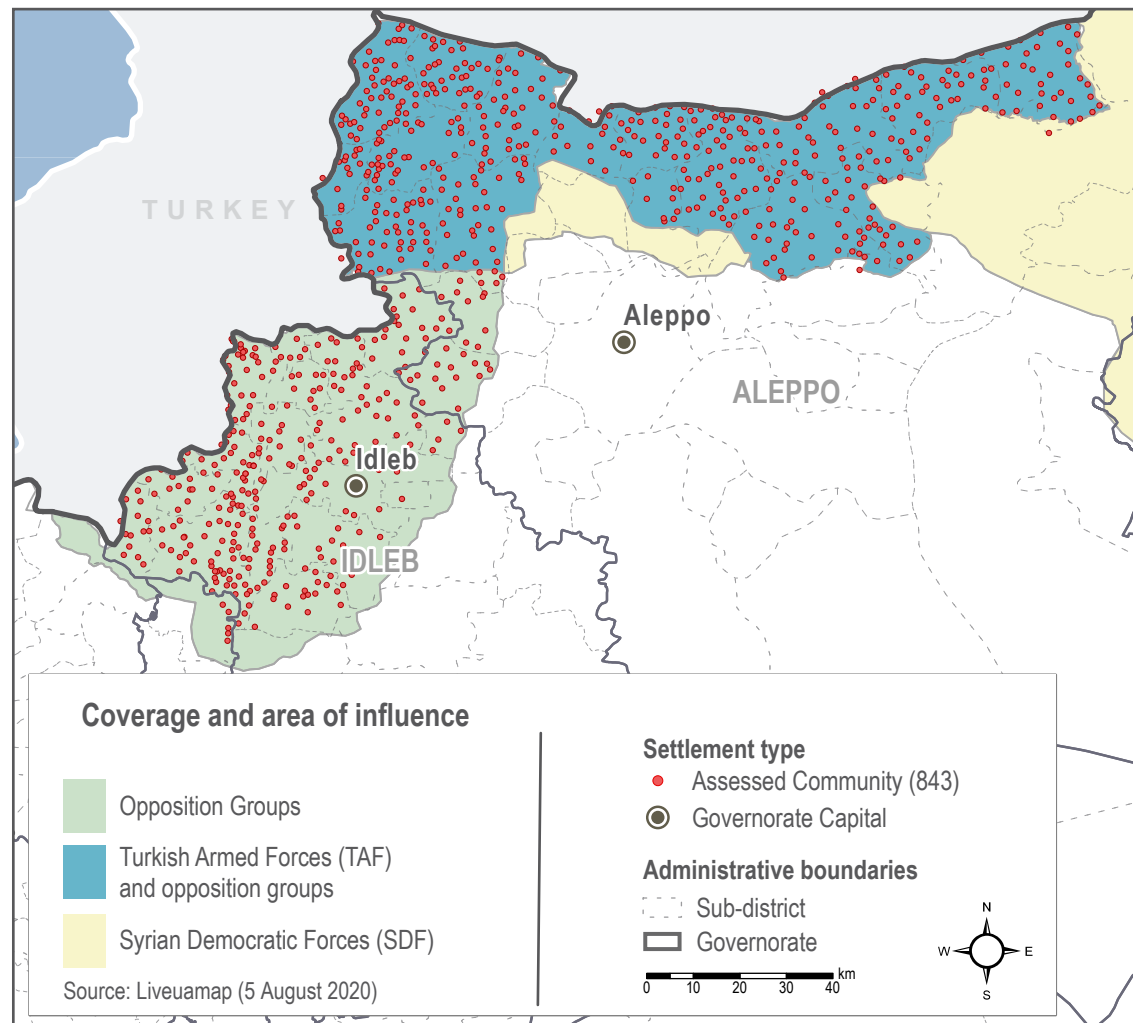 TURKEY
Aleppo
ALEPPO
Idleb
IDLEB
Coverage and area of influence
Opposition Groups
Turkish Armed Forces (TAF)
and opposition groups
Syrian Democratic Forces (SDF)
Source: Liveuamap (5 August 2020)
Settlement type
Assessed Community (843)
Governorate Capital
Administrative boundaries
Sub-district
Governorate
km
0 10 20 30 40
N
W E
S